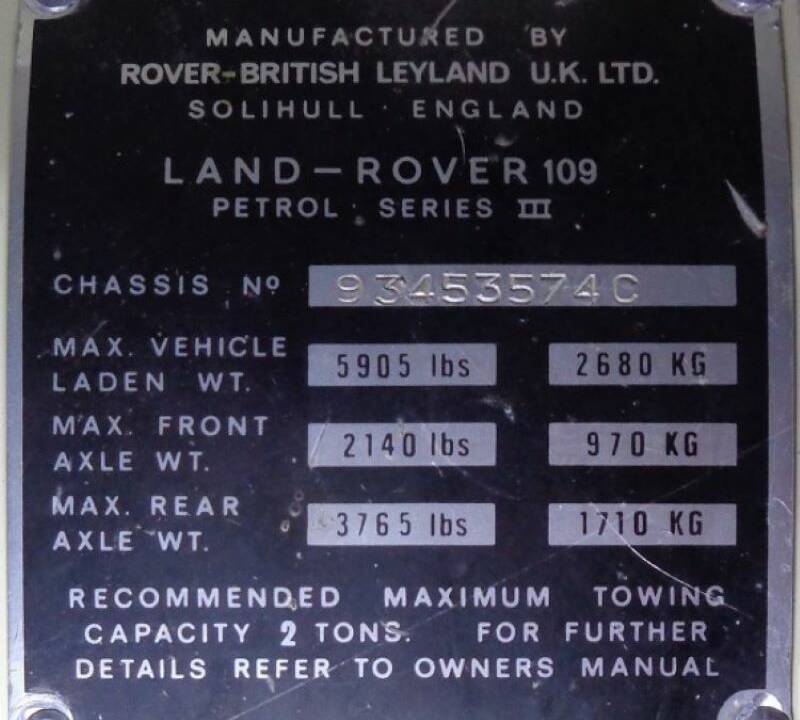 MANUFACTURED BY
ROVER-BRITISH LEYLAND U.K. LTD.
SOLIHULL · ENGLAND
LAND-ROVER 109
PETROL · SERIES III
CHASSIS Nº 93453574C
MAX. VEHICLE
LADEN WT. 5905 lbs 2680 KG
MAX. FRONT
AXLE WT. 2140 lbs 970 KG
MAX. REAR
AXLE WT. 3765 lbs 1710 KG
RECOMMENDED MAXIMUM TOWING
CAPACITY 2 TONS. FOR FURTHER
DETAILS REFER TO OWNERS MANUAL